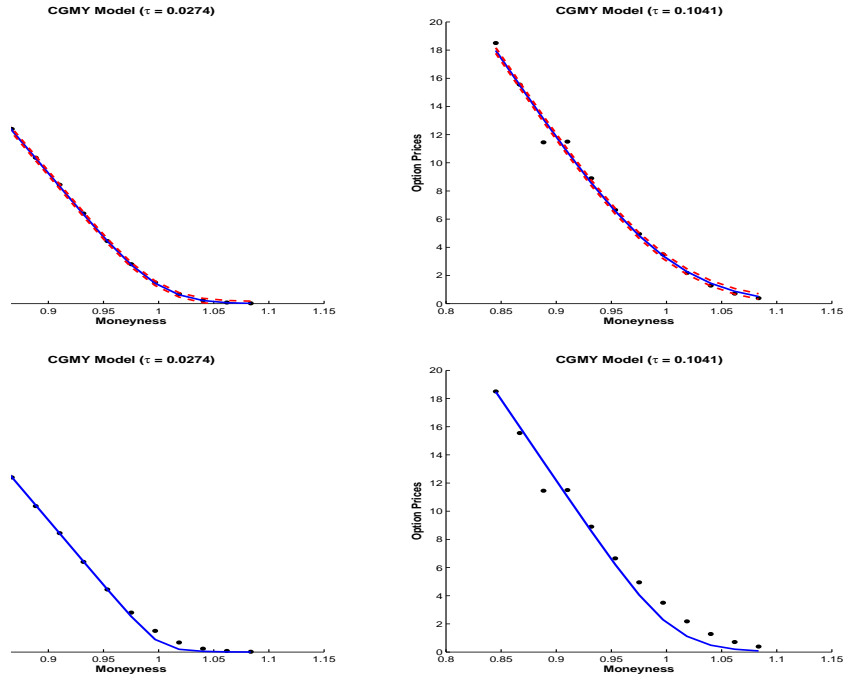 CGMY Model (τ = 0.0274)
0.9 0.95 1 1.05 1.1 1.15
Moneyness
CGMY Model (τ = 0.1041)
20
18
16
14
12
10
8
6
4
2
0
Option Prices
0.8 0.85 0.9 0.95 1 1.05 1.1 1.15
Moneyness
CGMY Model (τ = 0.0274)
0.9 0.95 1 1.05 1.1 1.15
Moneyness
CGMY Model (τ = 0.1041)
20
18
16
14
12
10
8
6
4
2
0
Option Prices
0.8 0.85 0.9 0.95 1 1.05 1.1 1.15
Moneyness